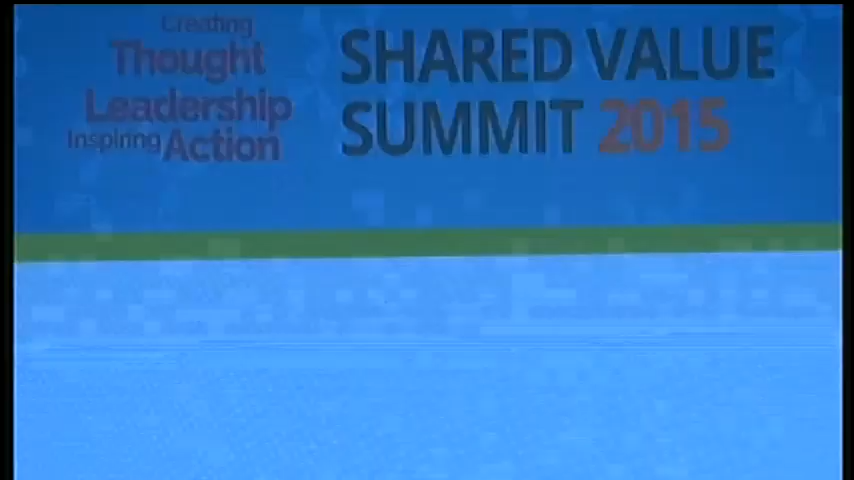 Creating
Thought
Leadership
Inspiring Action
SHARED VALUE
SUMMIT 2015